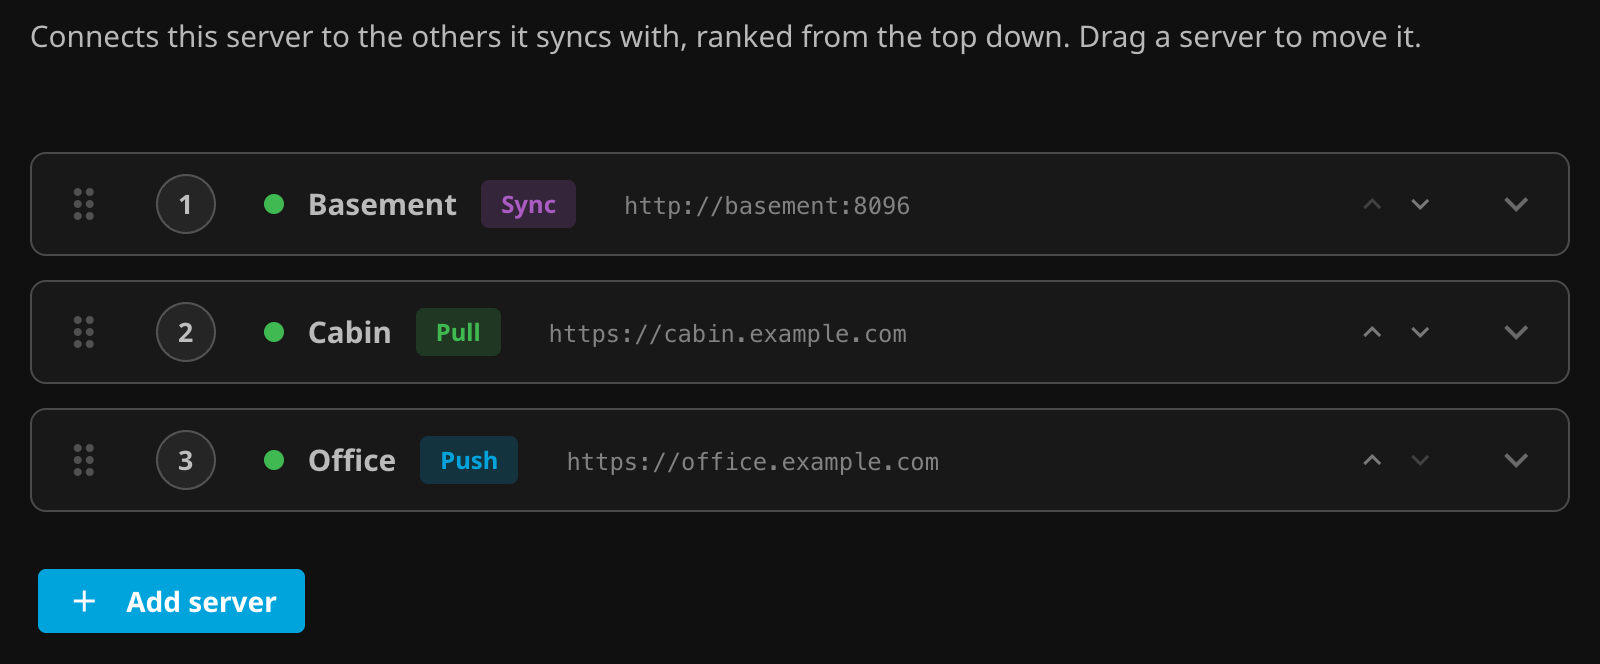 Connects this server to the others it syncs with, ranked from the top down. Drag a server to move it.
1 Basement Sync http://basement:8096
2 Cabin Pull https://cabin.example.com
3 Office Push https://office.example.com
+ Add server